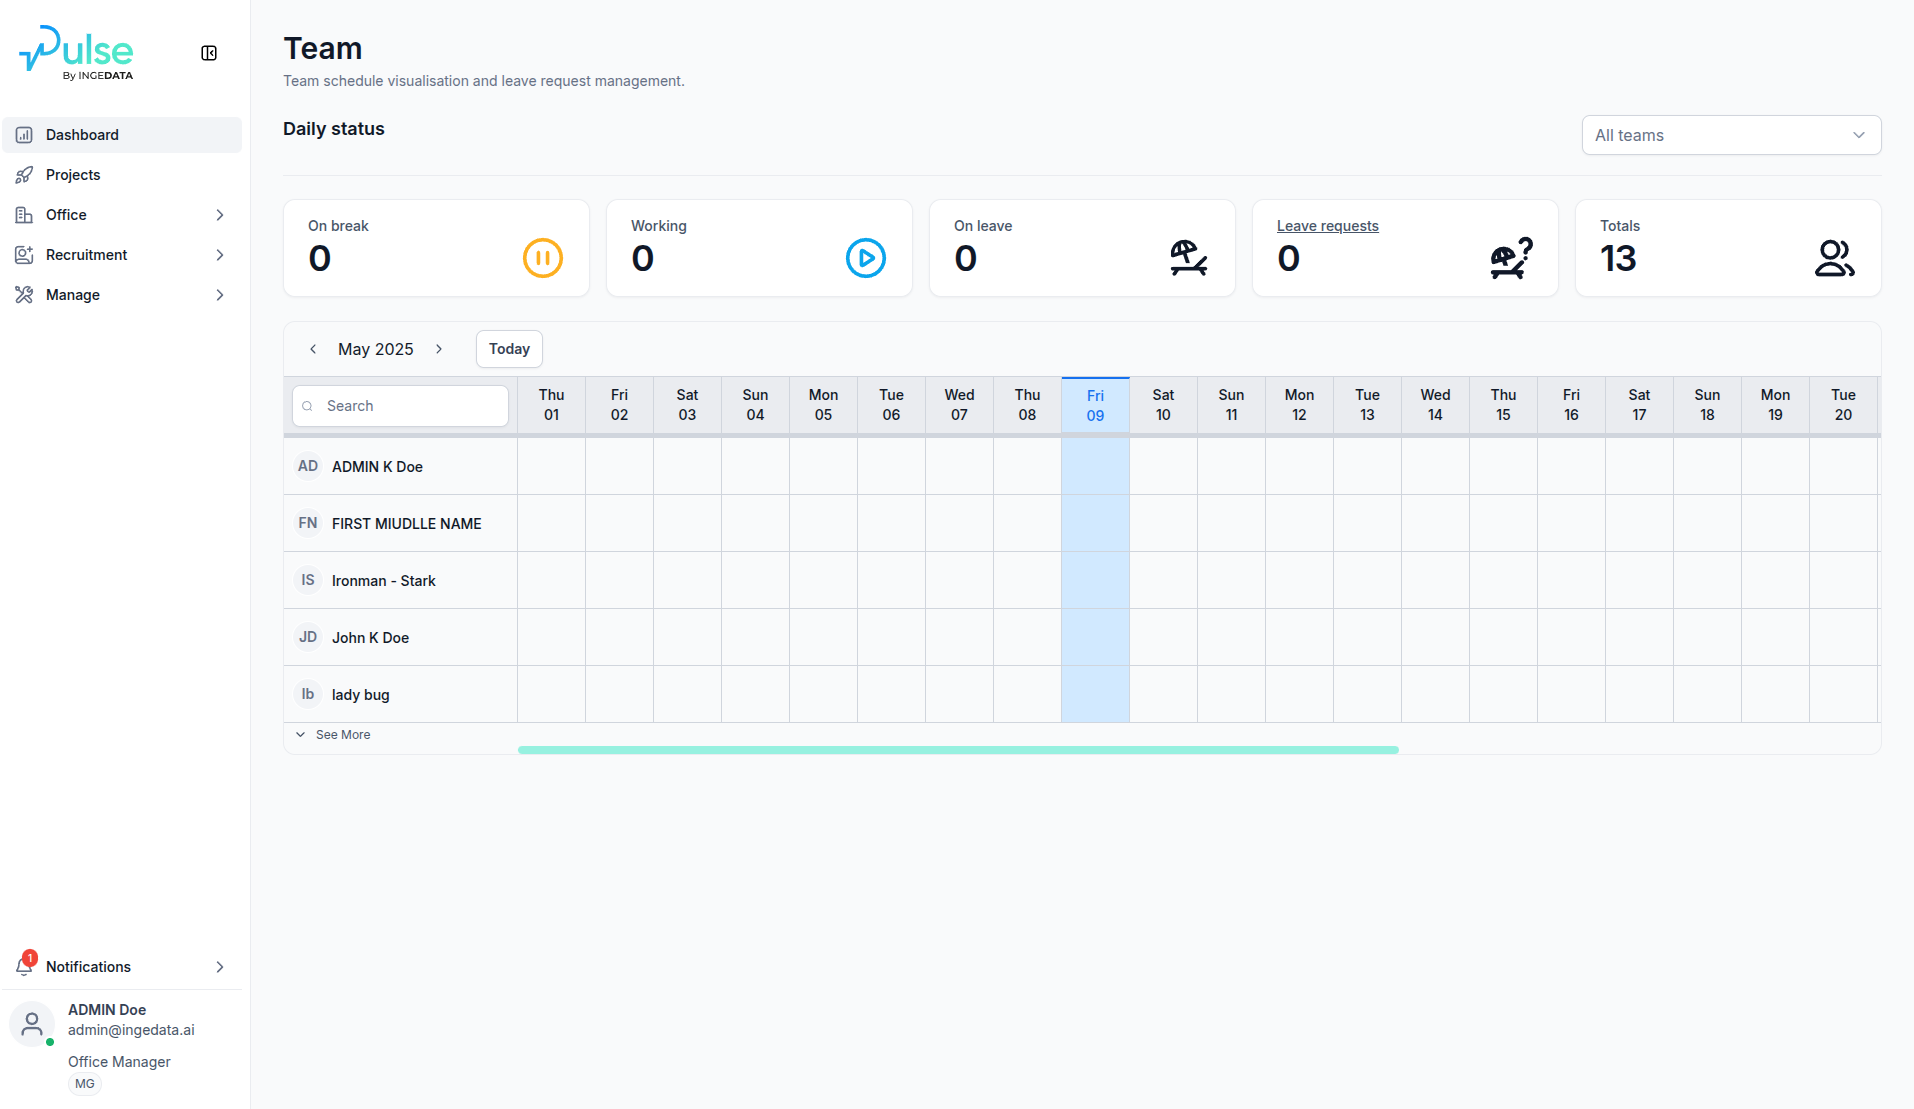 Pulse
By INGEDATA
Dashboard
Projects
Office
Recruitment
Manage
1
Notifications
ADMIN Doe
admin@ingedata.ai
Office Manager
MG
Team
Team schedule visualisation and leave request management.
Daily status
All teams
On break
0
Working
0
On leave
0
Leave requests
0
Totals
13
May 2025
Today
Search
Thu Fri Sat Sun Mon Tue Wed Thu Fri Sat Sun Mon Tue Wed Thu Fri Sat Sun Mon Tue
01 02 03 04 05 06 07 08 09 10 11 12 13 14 15 16 17 18 19 20
AD ADMIN K Doe
FN FIRST MIUDLLE NAME
IS Ironman - Stark
JD John K Doe
lb lady bug
See More